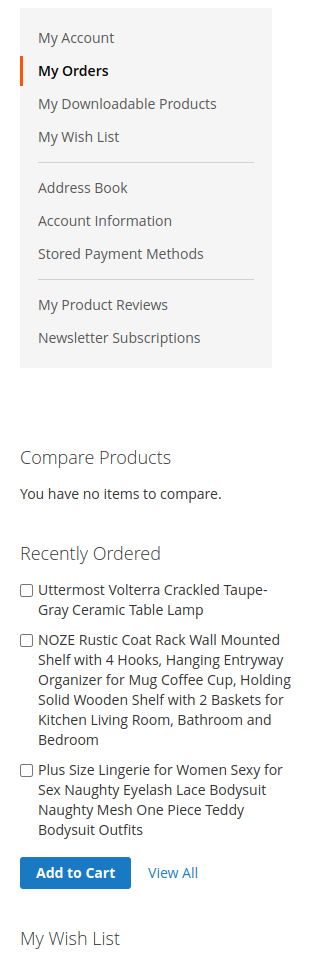 My Account
My Orders
My Downloadable Products
My Wish List
Address Book
Account Information
Stored Payment Methods
My Product Reviews
Newsletter Subscriptions
Compare Products
You have no items to compare.
Recently Ordered
Uttermost Volterra Crackled Taupe-
Gray Ceramic Table Lamp
NOZE Rustic Coat Rack Wall Mounted
Shelf with 4 Hooks, Hanging Entryway
Organizer for Mug Coffee Cup, Holding
Solid Wooden Shelf with 2 Baskets for
Kitchen Living Room, Bathroom and
Bedroom
Plus Size Lingerie for Women Sexy for
Sex Naughty Eyelash Lace Bodysuit
Naughty Mesh One Piece Teddy
Bodysuit Outfits
Add to Cart View All
My Wish List